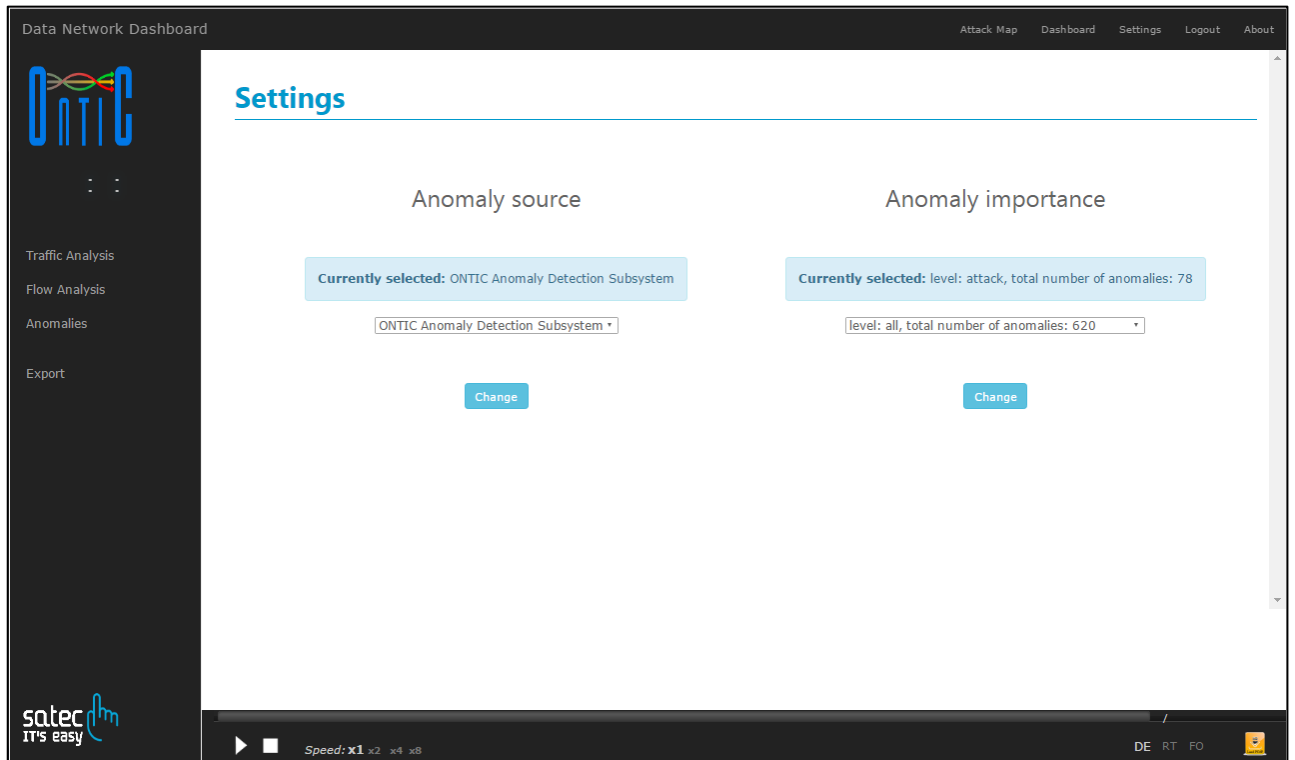 Data Network Dashboard
Attack Map Dashboard Settings Logout About
ONTIC
: :
Traffic Analysis
Flow Analysis
Anomalies
Export
Settings
Anomaly source
Currently selected: ONTIC Anomaly Detection Subsystem
ONTIC Anomaly Detection Subsystem
Change
Anomaly importance
Currently selected: level: attack, total number of anomalies: 78
level: all, total number of anomalies: 620
Change
satec
IT's easy
/
Speed: x1 x2 x4 x8
DE RT FO